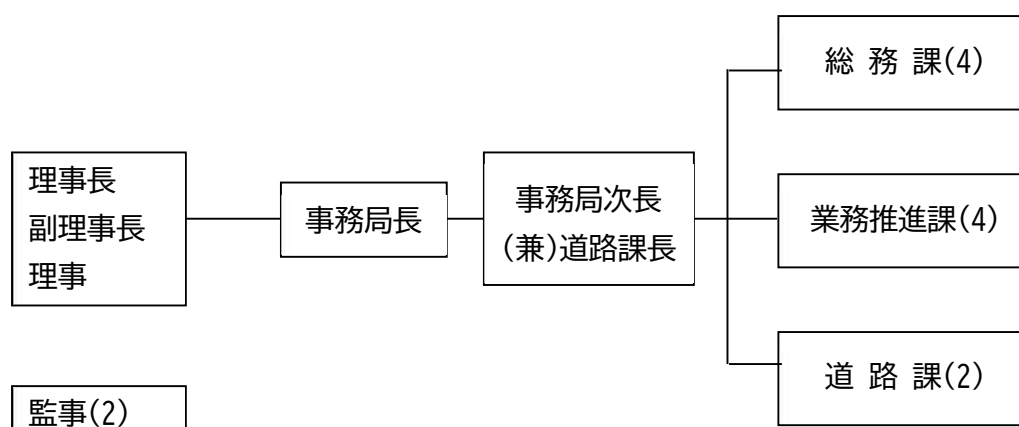 理事長
副理事長
理事
事務局長
事務局次長
(兼)道路課長
総 務 課(4)
業務推進課(4)
道 路 課(2)
監事(2)